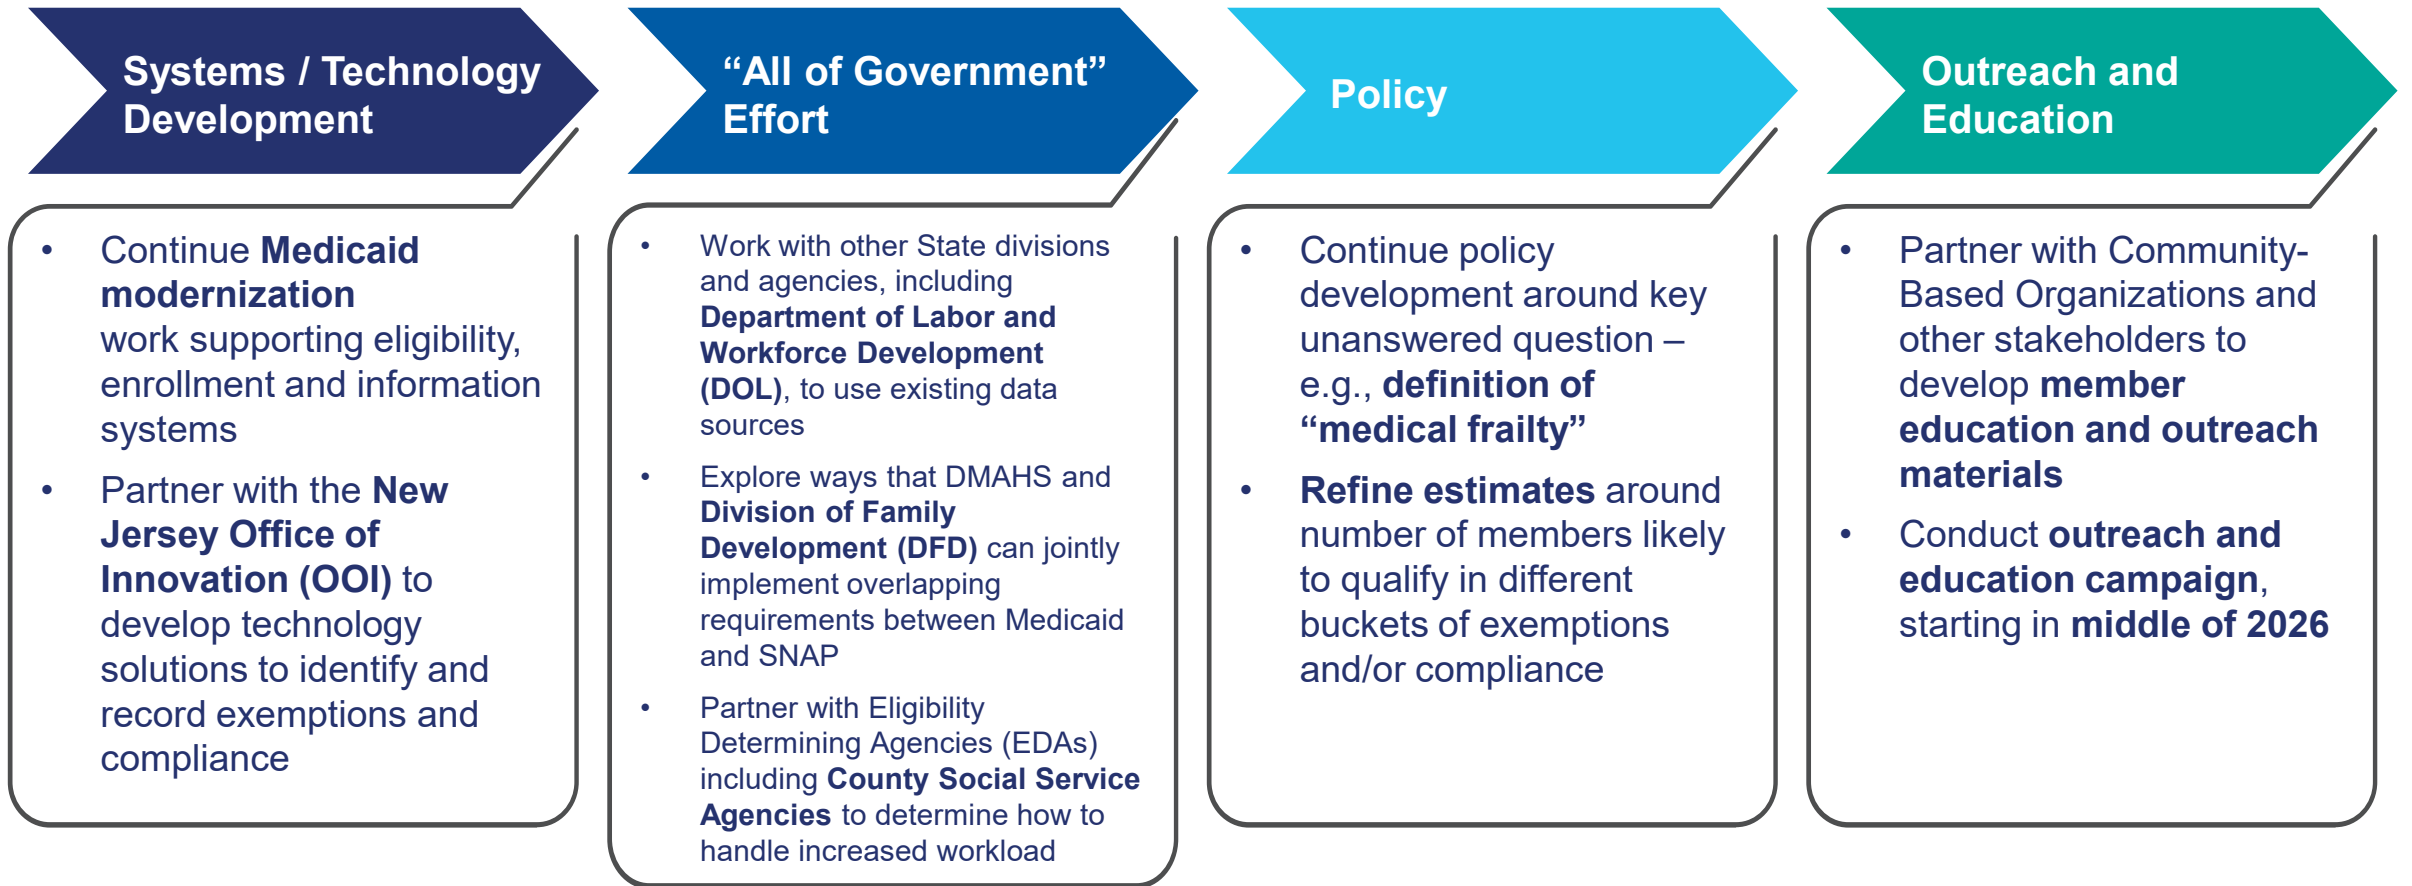 Systems / Technology
Development
• Continue Medicaid
modernization
work supporting eligibility,
enrollment and information
systems
• Partner with the New
Jersey Office of
Innovation (OOI) to
develop technology
solutions to identify and
record exemptions and
compliance
“All of Government”
Effort
• Work with other State divisions
and agencies, including
Department of Labor and
Workforce Development
(DOL), to use existing data
sources
• Explore ways that DMAHS and
Division of Family
Development (DFD) can jointly
implement overlapping
requirements between Medicaid
and SNAP
• Partner with Eligibility
Determining Agencies (EDAs)
including County Social Service
Agencies to determine how to
handle increased workload
Policy
• Continue policy
development around key
unanswered question –
e.g., definition of
“medical frailty”
• Refine estimates around
number of members likely
to qualify in different
buckets of exemptions
and/or compliance
Outreach and
Education
• Partner with Community-
Based Organizations and
other stakeholders to
develop member
education and outreach
materials
• Conduct outreach and
education campaign,
starting in middle of 2026